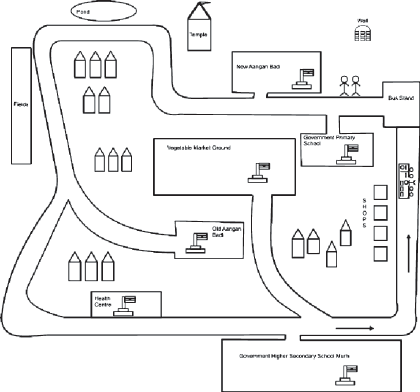 Pond
Temple
Well
Fields
New Aangan Badi
Bus Stand
Government Primary
School
Vegetable Market Ground
SHOPS
Old Aangan
Badi
Health
Centre
Government Higher Secondary School Murhi